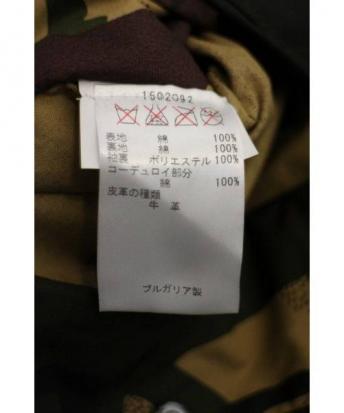 1502092
表地 綿 100%
裏地 綿 100%
袖裏 ポリエステル 100%
コーデュロイ部分
綿 100%
皮革の種類
牛 革
ブルガリア製